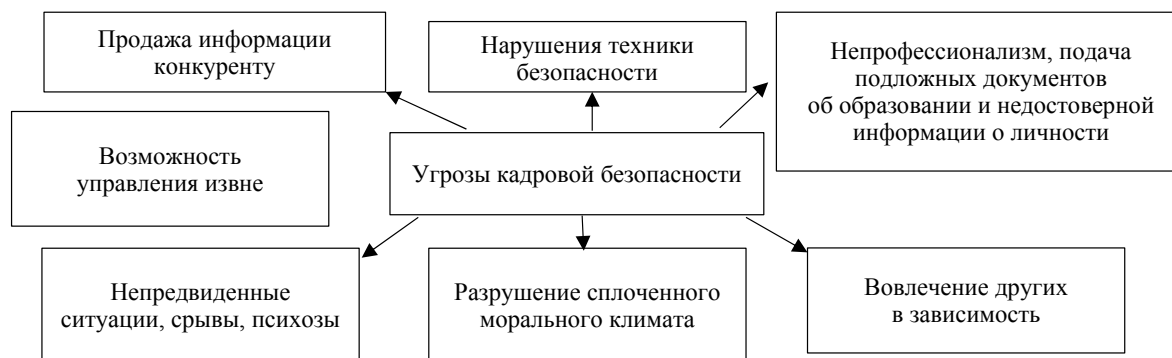 Продажа информации
конкуренту
Нарушения техники
безопасности
Непрофессионализм, подача
подложных документов
об образовании и недостоверной
информации о личности
Возможность
управления извне
Угрозы кадровой безопасности
Непредвиденные
ситуации, срывы, психозы
Разрушение сплоченного
морального климата
Вовлечение других
в зависимость